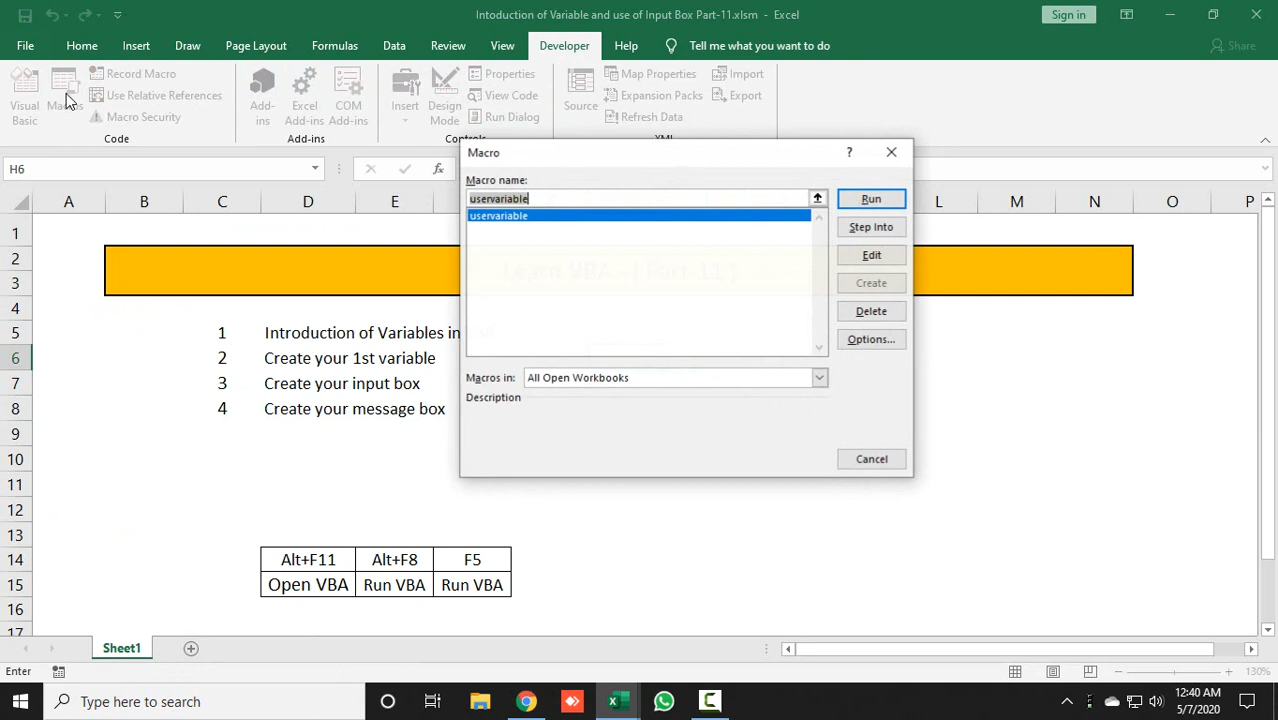 Intoduction of Variable and use of Input Box Part-11.xlsm - Excel
Sign in
File Home Insert Draw Page Layout Formulas Data Review View Developer Help Tell me what you want to do Share
Visual Basic
Macros
Record Macro
Use Relative References
Macro Security
Code
Add-ins
Excel Add-ins
COM Add-ins
Add-ins
Insert
Design Mode
Properties
View Code
Run Dialog
Controls
Source
Map Properties
Expansion Packs
Refresh Data
Import
Export
XML
H6
fx
A B C D E L M N O P
1
2
3
Learn VBA - ( Part-11 )
4
5 1 Introduction of Variables in
6 2 Create your 1st variable
7 3 Create your input box
8 4 Create your message box
9
10
11
12
13
14 Alt+F11 Alt+F8 F5
15 Open VBA Run VBA Run VBA
16
17
Macro
?
Macro name:
uservariable
uservariable
Run
Step Into
Edit
Create
Delete
Options...
Macros in: All Open Workbooks
Description
Cancel
Sheet1
Enter
130%
Type here to search
12:40 AM
5/7/2020